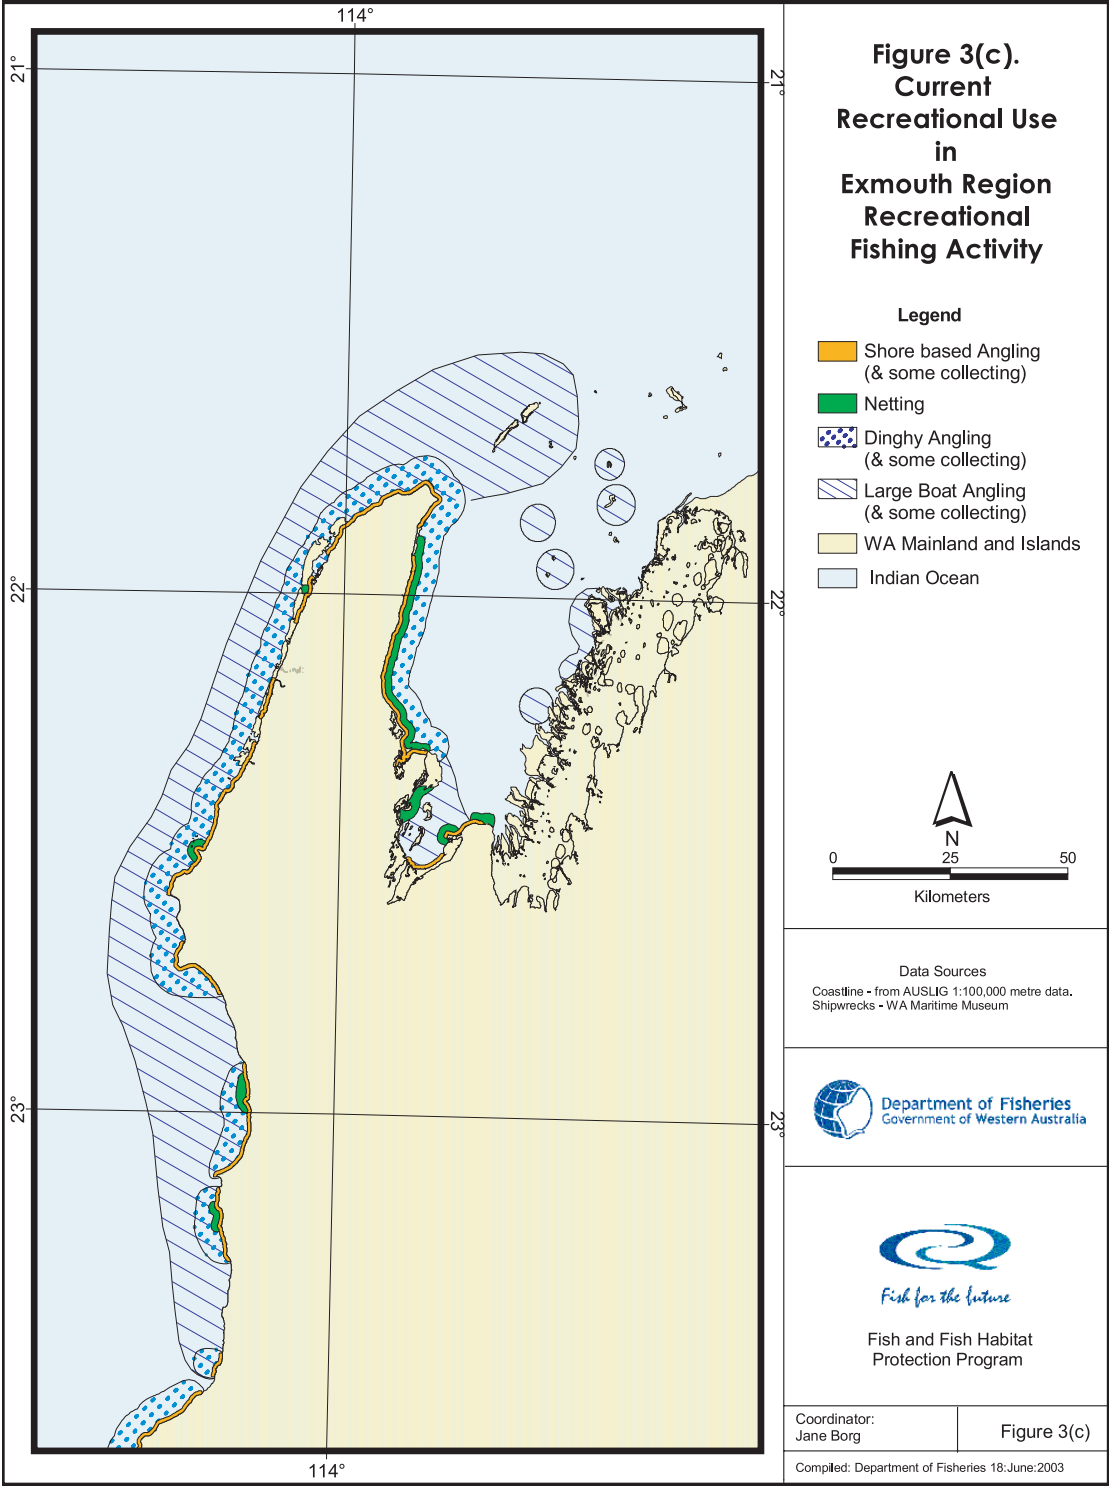 114°
21°
21°
22°
22°
23°
23°
114°
Figure 3(c).
Current
Recreational Use
in
Exmouth Region
Recreational
Fishing Activity
Legend
Shore based Angling
(& some collecting)
Netting
Dinghy Angling
(& some collecting)
Large Boat Angling
(& some collecting)
WA Mainland and Islands
Indian Ocean
N
0 25 50
Kilometers
Data Sources
Coastline - from AUSLIG 1:100,000 metre data.
Shipwrecks - WA Maritime Museum
Department of Fisheries
Government of Western Australia
Fish for the future
Fish and Fish Habitat
Protection Program
Coordinator:
Jane Borg
Figure 3(c)
Compiled: Department of Fisheries 18:June:2003